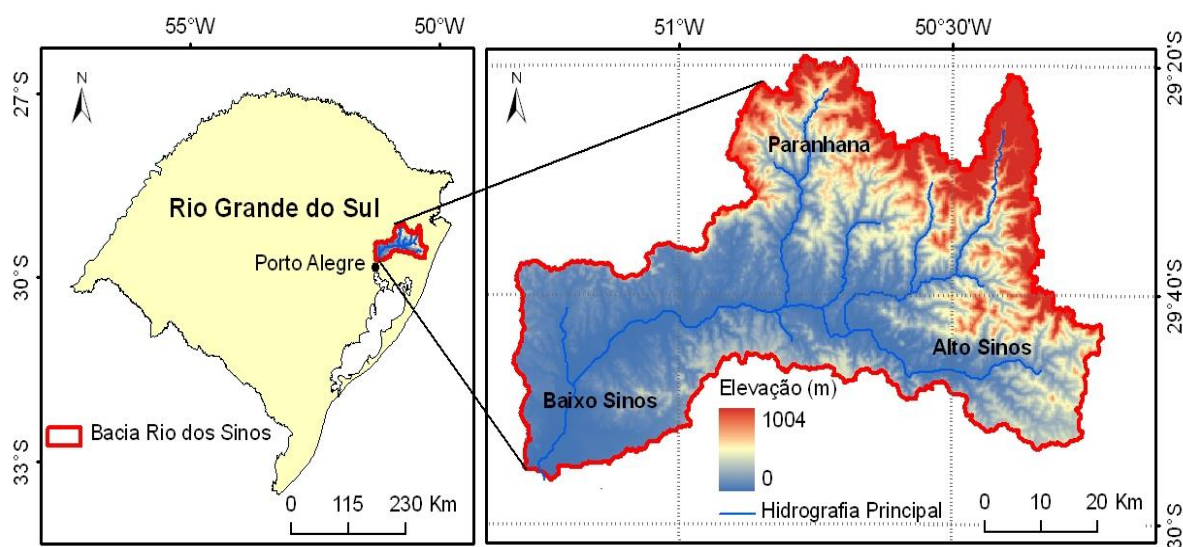 55°W
50°W
51°W
50°30'W
27°S
30°S
33°S
N
Rio Grande do Sul
Porto Alegre
Bacia Rio dos Sinos
0 115 230 Km
N
Paranhana
Alto Sinos
Baixo Sinos
Elevação (m)
1004
0
Hidrografia Principal
0 10 20 Km
29°20'S
29°40'S
30°S